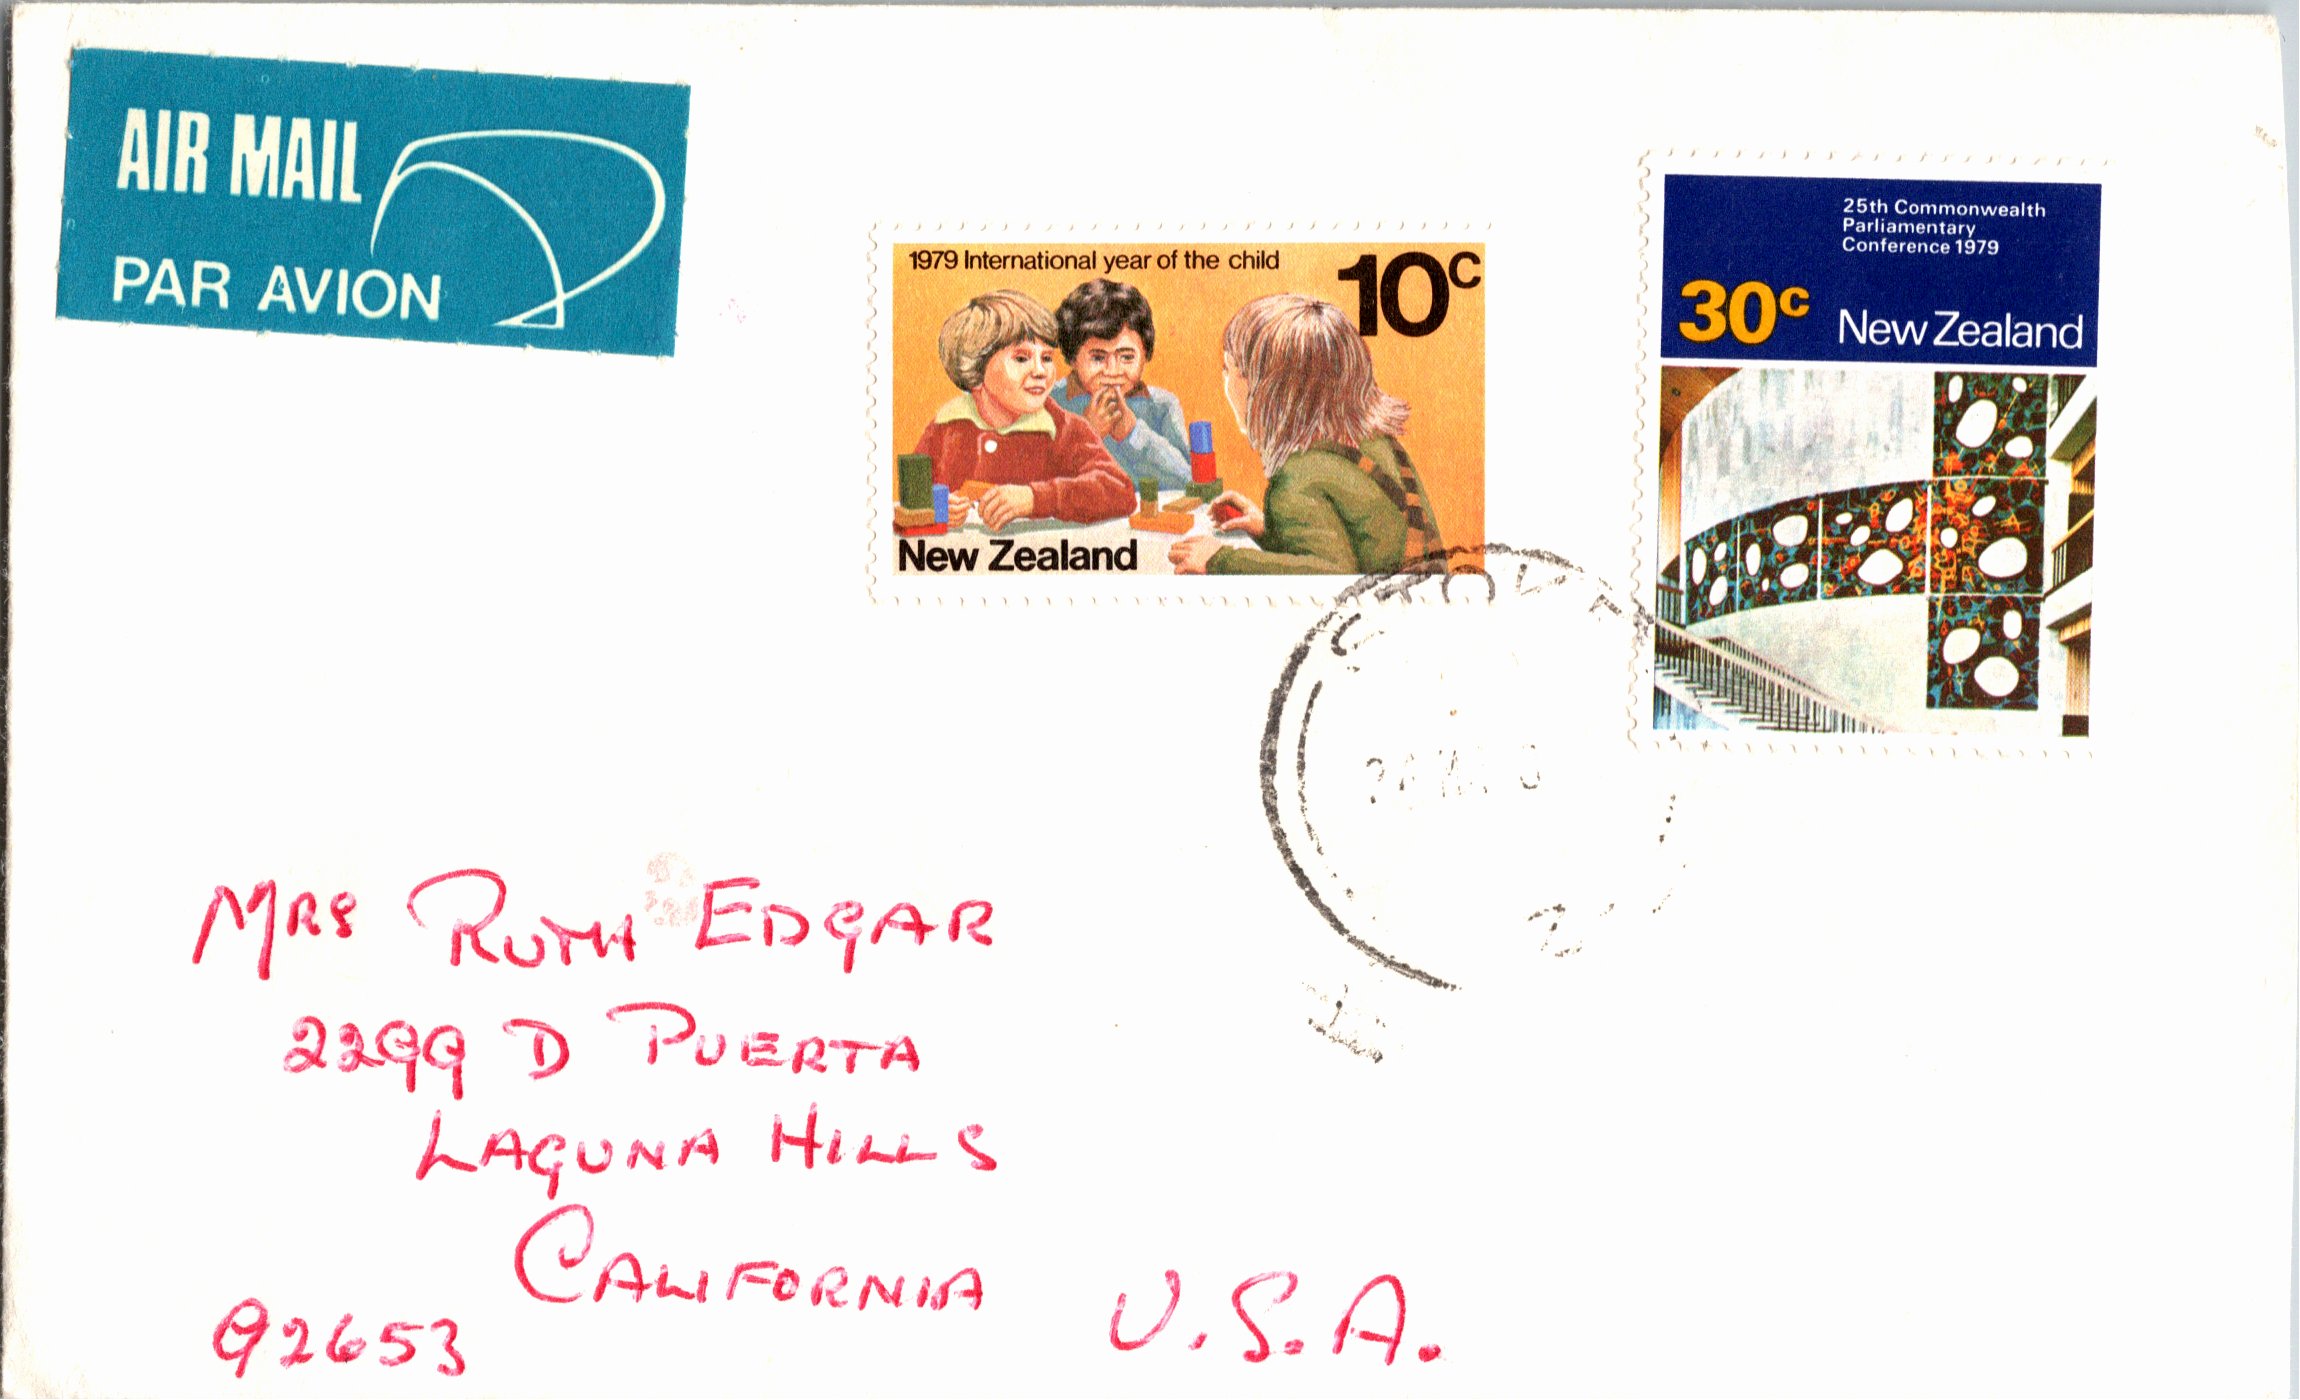 AIR MAIL
PAR AVION
1979 International year of the child
10c
New Zealand
25th Commonwealth
Parliamentary
Conference 1979
30c
New Zealand
MRS RUTH EDGAR
2299 D PUERTA
LAGUNA HILLS
CALIFORNIA
92653 U.S.A.